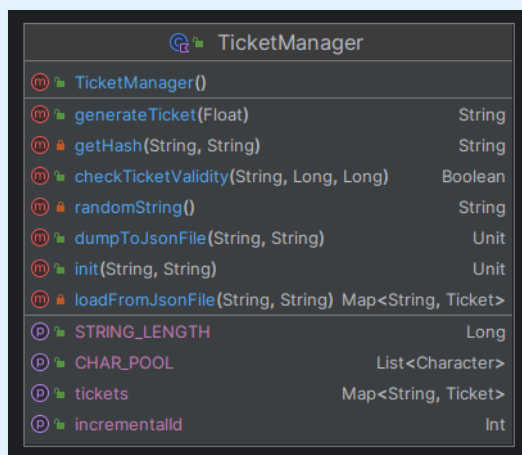 TicketManager
TicketManager()
generateTicket(Float) String
getHash(String, String) String
checkTicketValidity(String, Long, Long) Boolean
randomString() String
dumpToJsonFile(String, String) Unit
init(String, String) Unit
loadFromJsonFile(String, String) Map<String, Ticket>
STRING_LENGTH Long
CHAR_POOL List<Character>
tickets Map<String, Ticket>
incrementalId Int